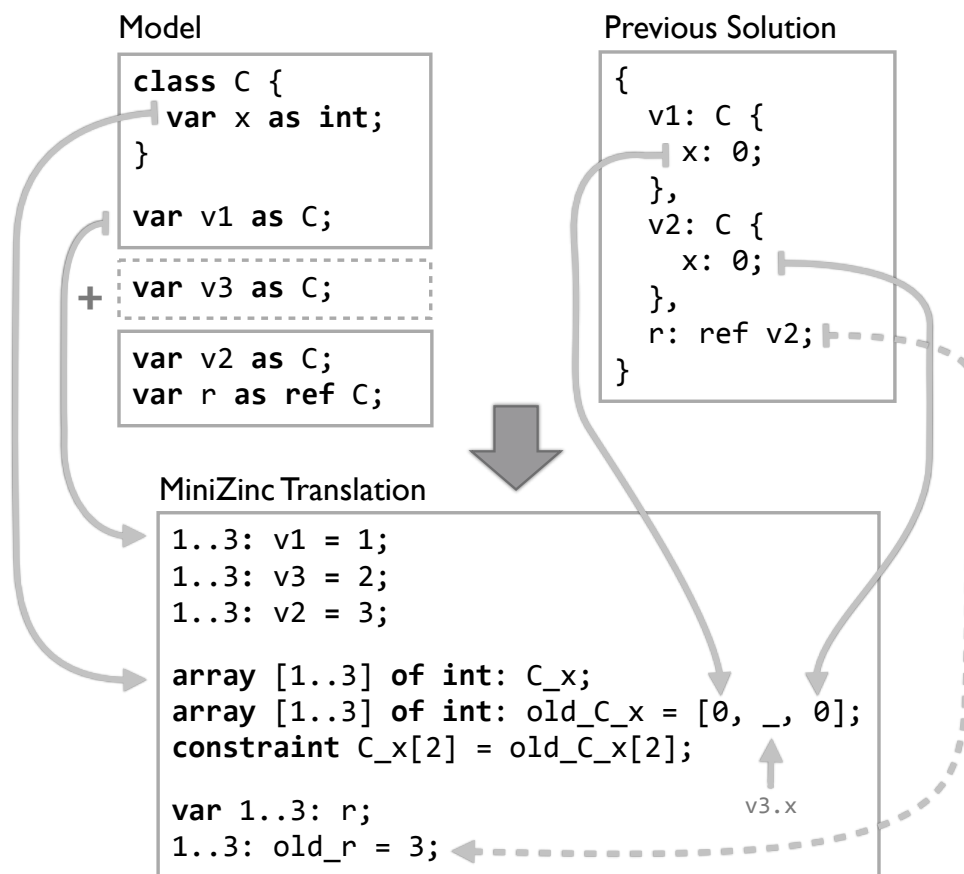 Model
class C {
var x as int;
}
var v1 as C;
+
var v3 as C;
var v2 as C;
var r as ref C;
Previous Solution
{
v1: C {
x: 0;
},
v2: C {
x: 0;
},
r: ref v2;
}
MiniZinc Translation
1..3: v1 = 1;
1..3: v3 = 2;
1..3: v2 = 3;
array [1..3] of int: C_x;
array [1..3] of int: old_C_x = [0, _, 0];
constraint C_x[2] = old_C_x[2];
v3.x
var 1..3: r;
1..3: old_r = 3;